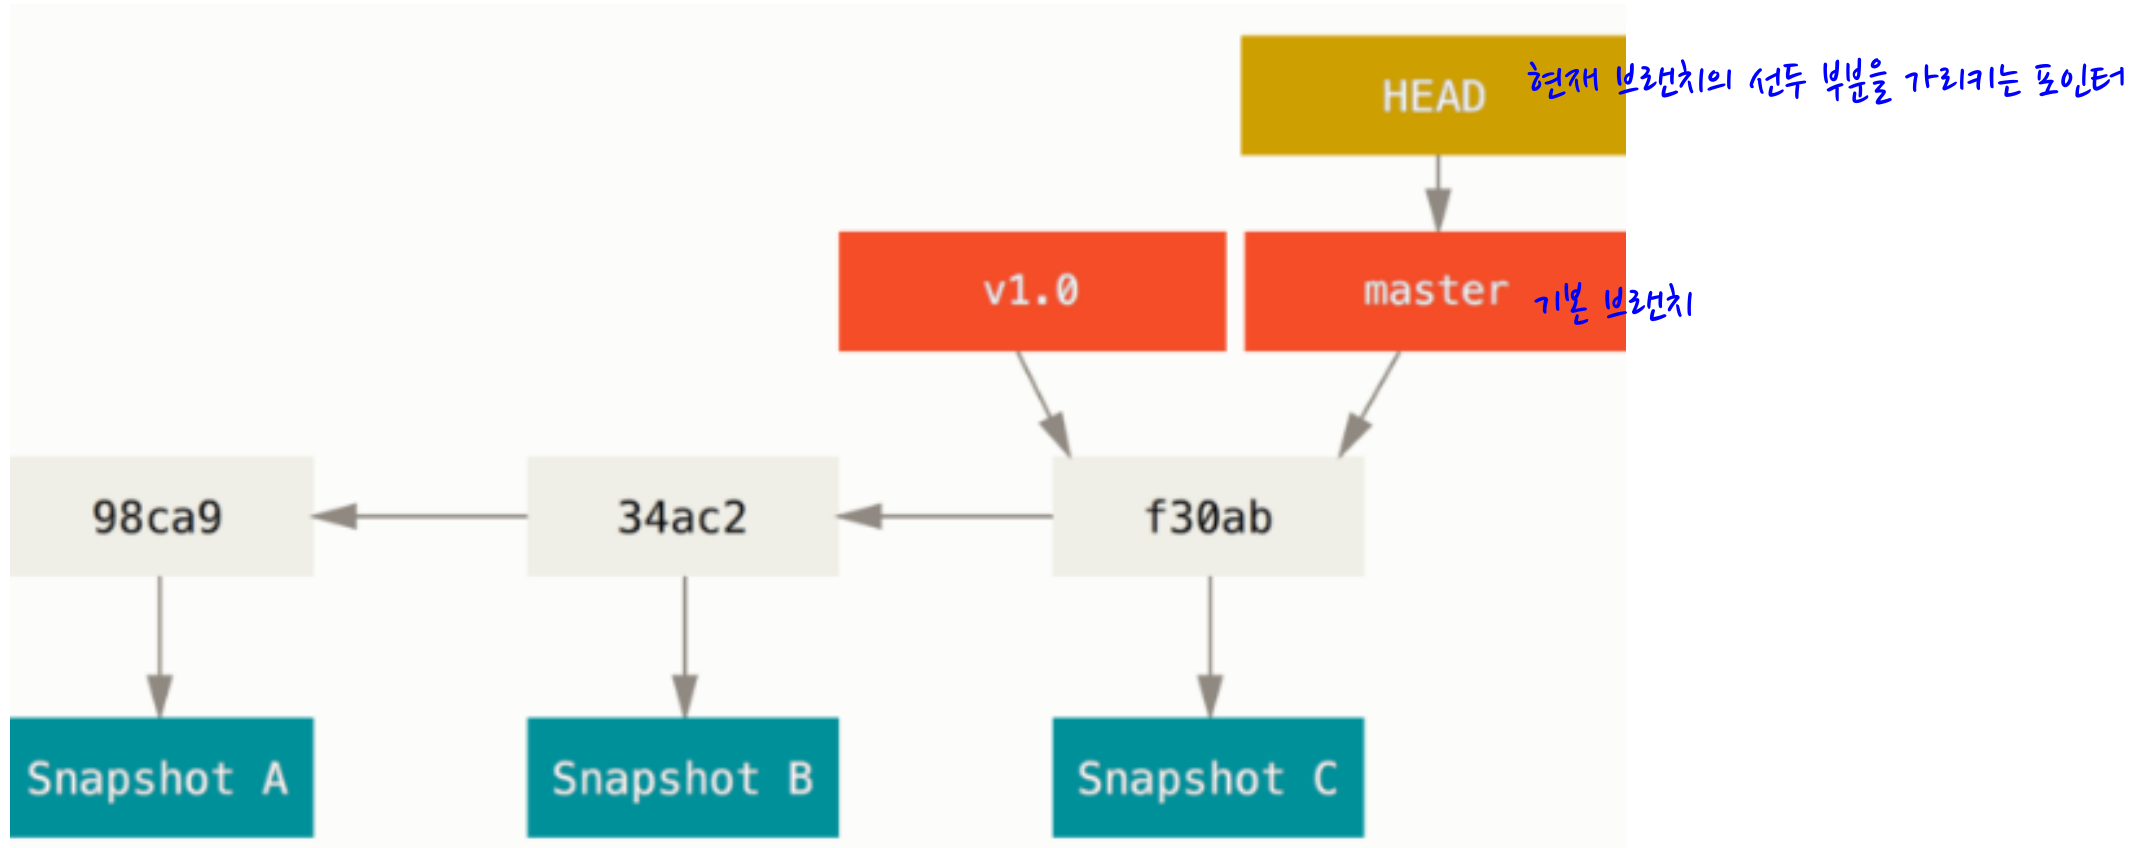 HEAD 현재 브랜치의 선두 부분을 가리키는 포인터
v1.0 master 기본 브랜치
98ca9 34ac2 f30ab
Snapshot A Snapshot B Snapshot C